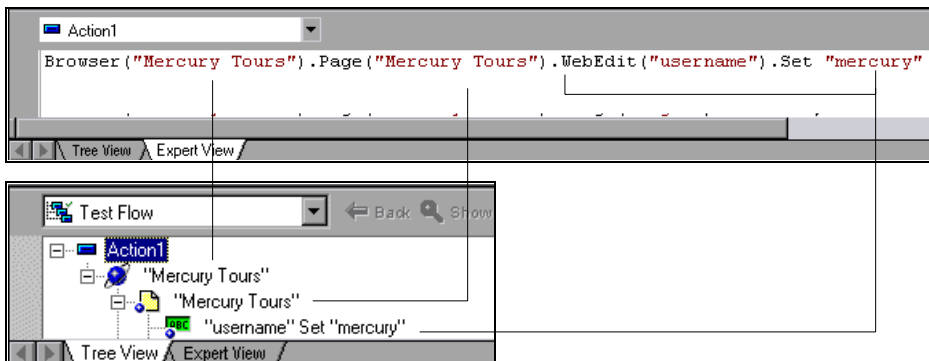 Action1
Browser("Mercury Tours").Page("Mercury Tours").WebEdit("username").Set "mercury"
Tree View Expert View
Test Flow Back Show
Action1
"Mercury Tours"
"Mercury Tours"
ABC "username" Set "mercury"
Tree View Expert View